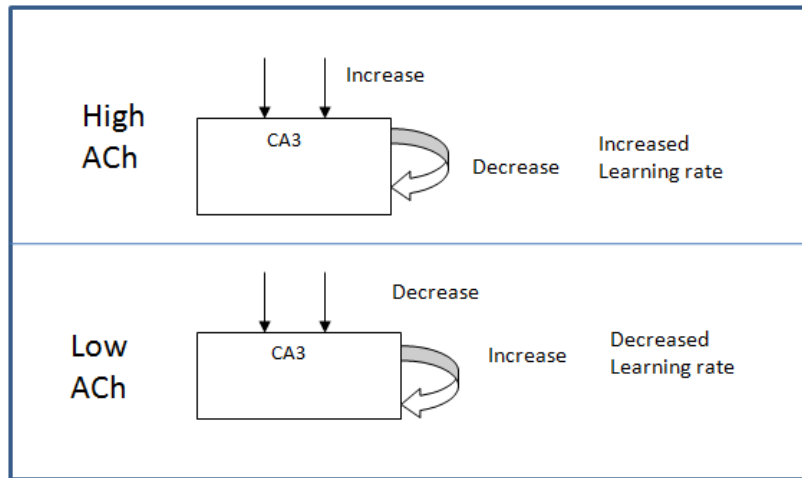 Increase
High
ACh
CA3
Decrease
Increased
Learning rate
Decrease
Low
ACh
CA3
Increase
Decreased
Learning rate